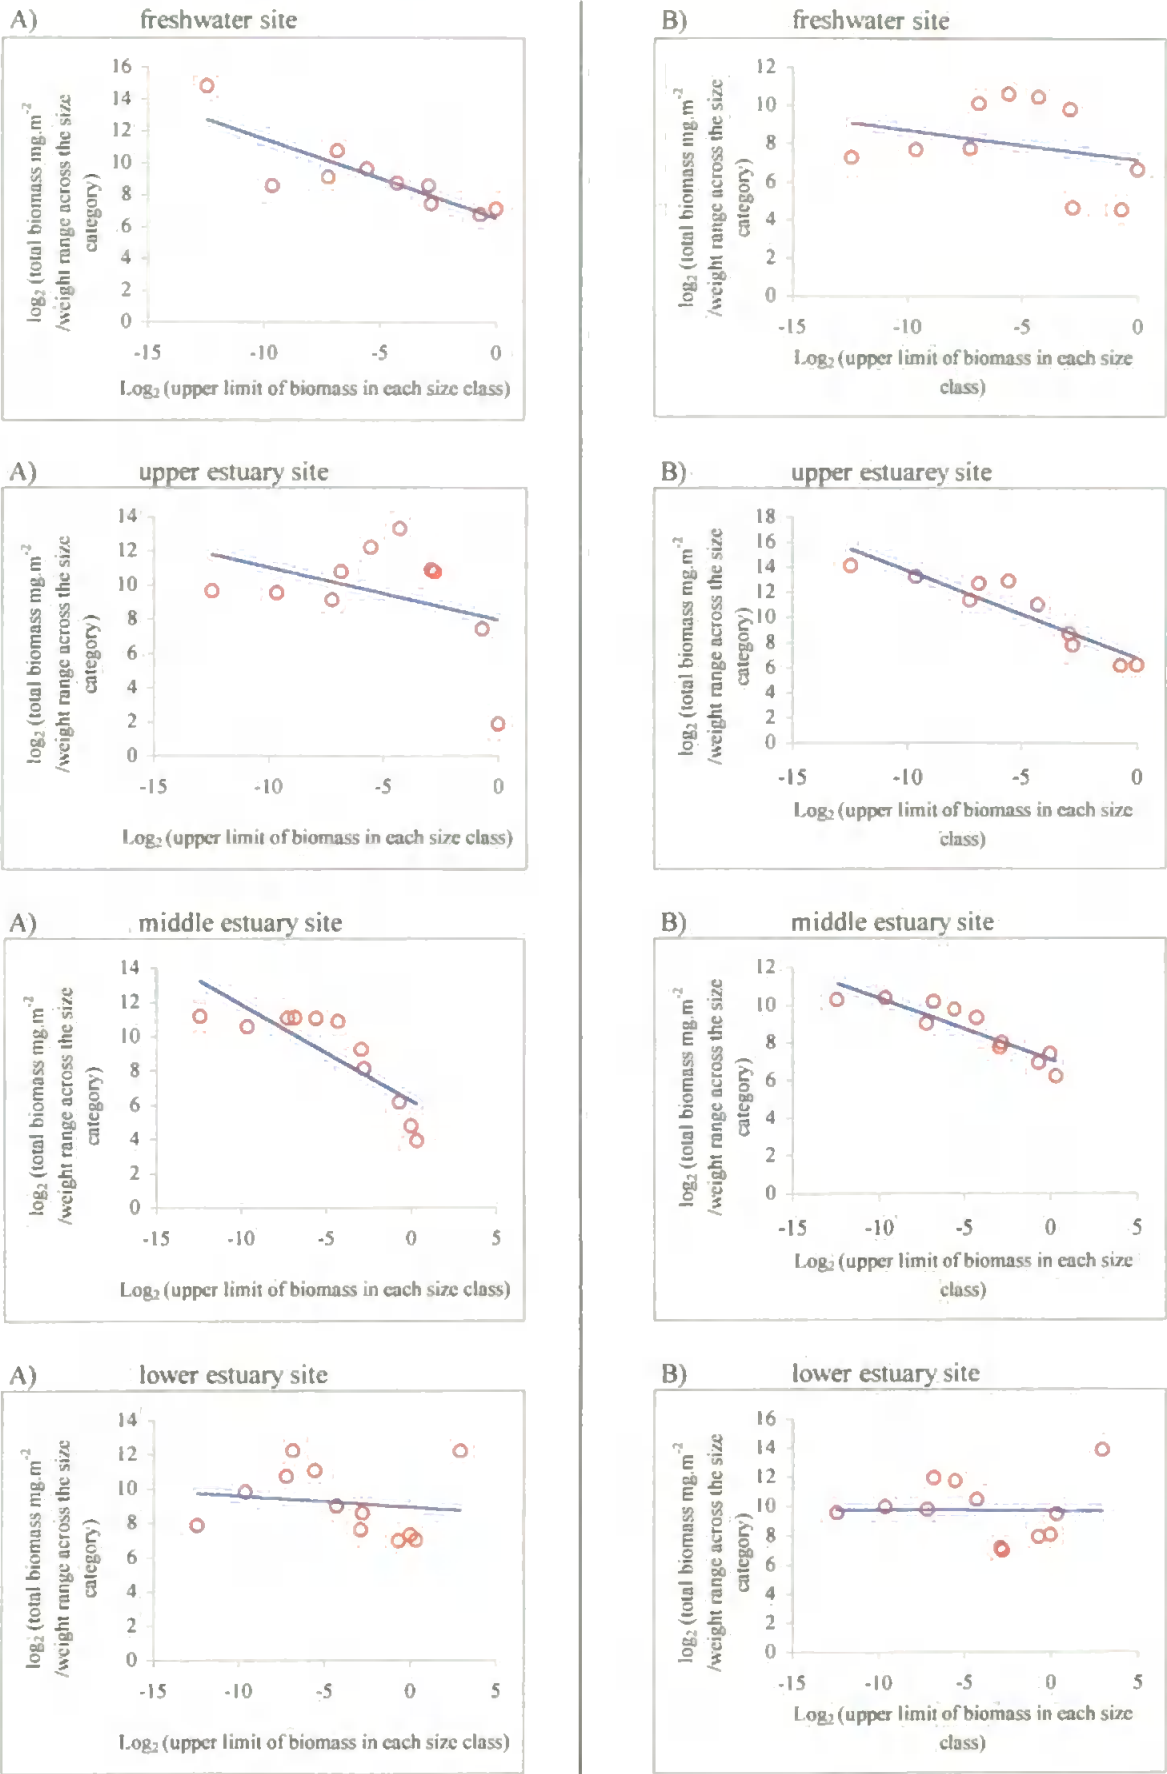 A) freshwater site
log₂ (total biomass mg.m⁻²
/weight range across the size
category)
16
14
12
10
8
6
4
2
0
-15 -10 -5 0
Log₂ (upper limit of biomass in each size class)
B) freshwater site
log₂ (total biomass mg.m⁻²
/weight range across the size
category)
12
10
8
6
4
2
0
-15 -10 -5 0
Log₂ (upper limit of biomass in each size
class)
A) upper estuary site
log₂ (total biomass mg.m⁻²
/weight range across the size
category)
14
12
10
8
6
4
2
0
-15 -10 -5 0
Log₂ (upper limit of biomass in each size class)
B) upper estuarey site
log₂ (total biomass mg.m⁻²
/weight range across the size
category)
18
16
14
12
10
8
6
4
2
0
-15 -10 -5 0
Log₂ (upper limit of biomass in each size
class)
A) middle estuary site
log₂ (total biomass mg.m⁻²
/weight range across the size
category)
14
12
10
8
6
4
2
0
-15 -10 -5 0 5
Log₂ (upper limit of biomass in each size class)
B) middle estuary site
log₂ (total biomass mg.m⁻²
/weight range across the size
category)
12
10
8
6
4
2
0
-15 -10 -5 0 5
Log₂ (upper limit of biomass in each size
class)
A) lower estuary site
log₂ (total biomass mg.m⁻²
/weight range across the size
category)
14
12
10
8
6
4
2
0
-15 -10 -5 0 5
Log₂ (upper limit of biomass in each size class)
B) lower estuary site
log₂ (total biomass mg.m⁻²
/weight range across the size
category)
16
14
12
10
8
6
4
2
0
-15 -10 -5 0 5
Log₂ (upper limit of biomass in each size
class)